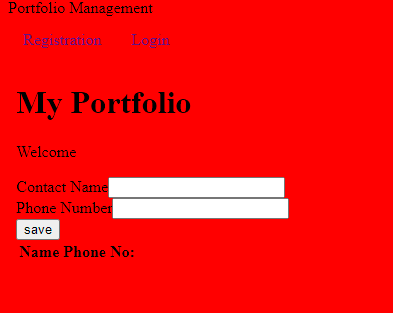 Portfolio Management
Registration Login
My Portfolio
Welcome
Contact Name
Phone Number
save
Name Phone No: